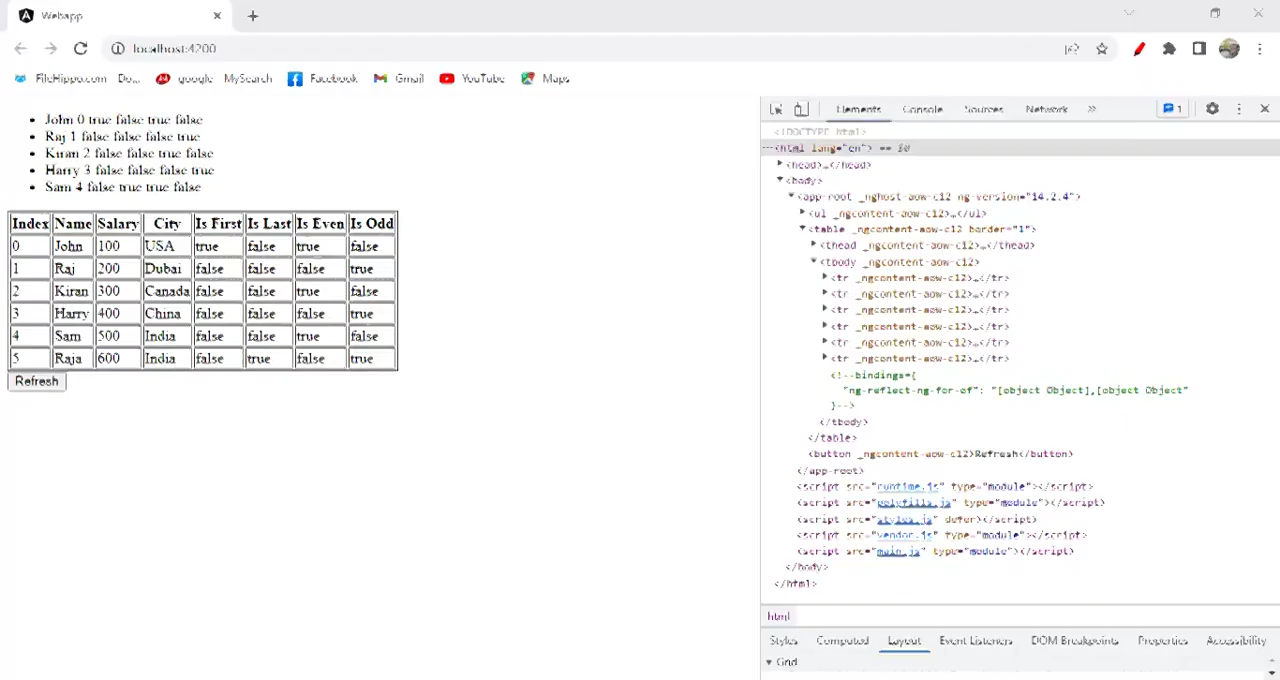 Webapp
localhost:4200
FileHippo.com Do... google MySearch Facebook Gmail YouTube Maps
John 0 true false true false
Raj 1 false false false true
Kiran 2 false false true false
Harry 3 false false false true
Sam 4 false true true false
Index Name Salary City Is First Is Last Is Even Is Odd
0 John 100 USA true false true false
1 Raj 200 Dubai false false false true
2 Kiran 300 Canada false false true false
3 Harry 400 China false false false true
4 Sam 500 India false false true false
5 Raja 600 India false true false true
Refresh
Elements Console Sources Network » 1
<!DOCTYPE html>
<html lang="en"> == $0
<head>…</head>
<body>
<app-root _nghost-aow-c12 ng-version="14.2.4">
<ul _ngcontent-aow-c12>…</ul>
<table _ngcontent-aow-c12 border="1">
<thead _ngcontent-aow-c12>…</thead>
<tbody _ngcontent-aow-c12>
<tr _ngcontent-aow-c12>…</tr>
<tr _ngcontent-aow-c12>…</tr>
<tr _ngcontent-aow-c12>…</tr>
<tr _ngcontent-aow-c12>…</tr>
<tr _ngcontent-aow-c12>…</tr>
<tr _ngcontent-aow-c12>…</tr>
<!--bindings={
"ng-reflect-ng-for-of": "[object Object],[object Object"
}-->
</tbody>
</table>
<button _ngcontent-aow-c12>Refresh</button>
</app-root>
<script src="runtime.js" type="module"></script>
<script src="polyfills.js" type="module"></script>
<script src="styles.js" defer></script>
<script src="vendor.js" type="module"></script>
<script src="main.js" type="module"></script>
</body>
</html>
html
Styles Computed Layout Event Listeners DOM Breakpoints Properties Accessibility
Grid